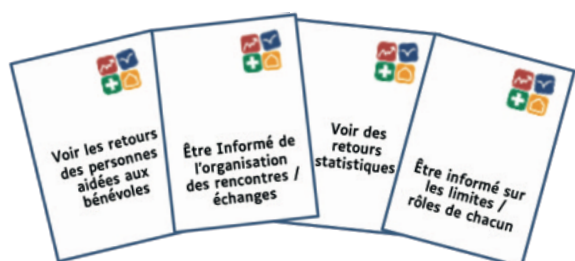 Voir les retours
des personnes
aidées aux
bénévoles
Être Informé de
l'organisation
des rencontres /
échanges
Voir des
retours
statistiques
Être informé sur
les limites /
rôles de chacun